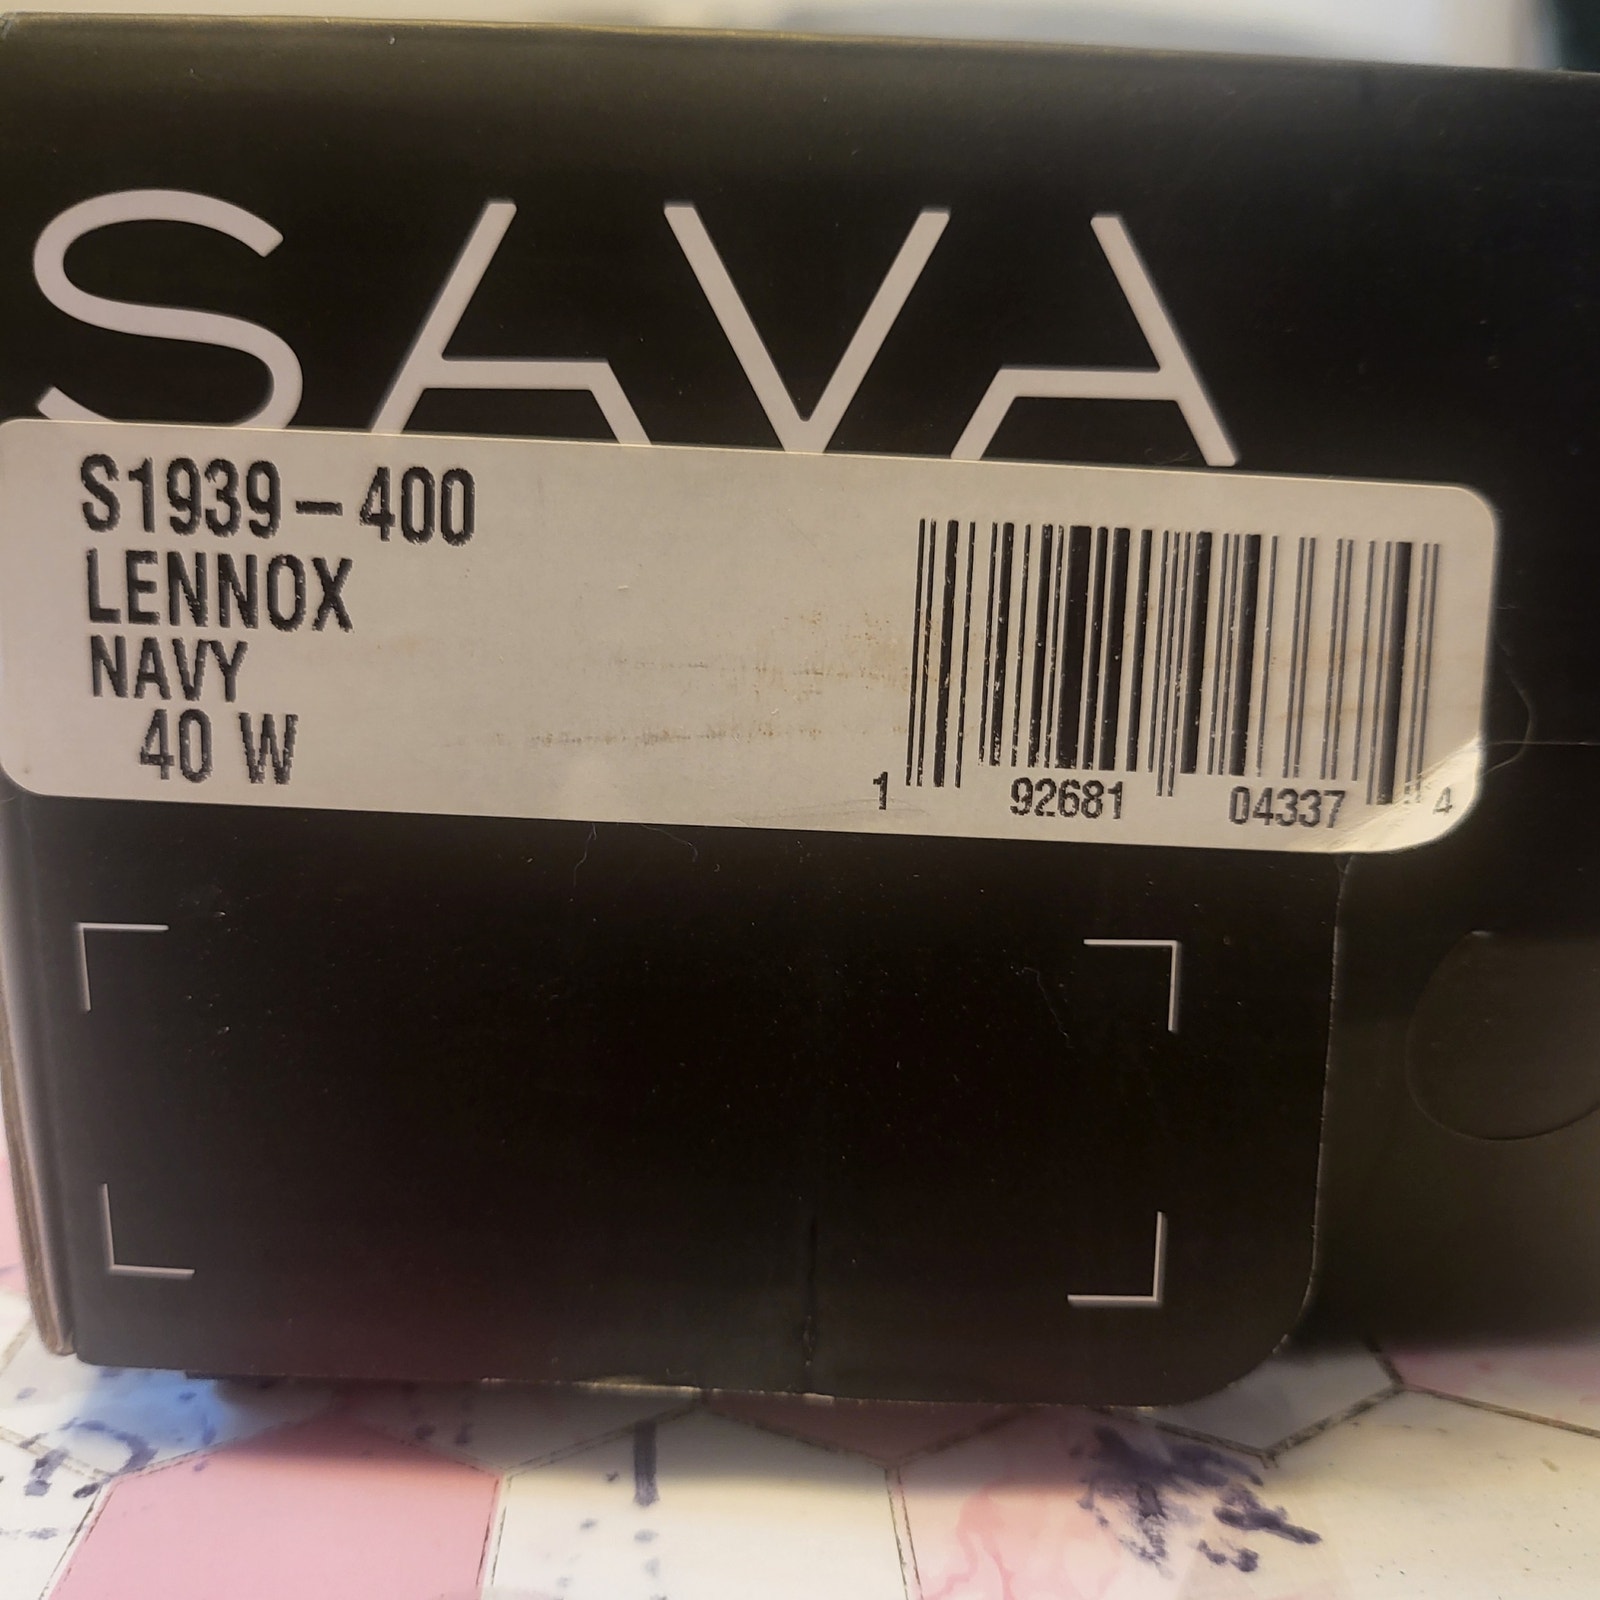 SAVA
S1939-400
LENNOX
NAVY
40 W
1 92681 04337 4